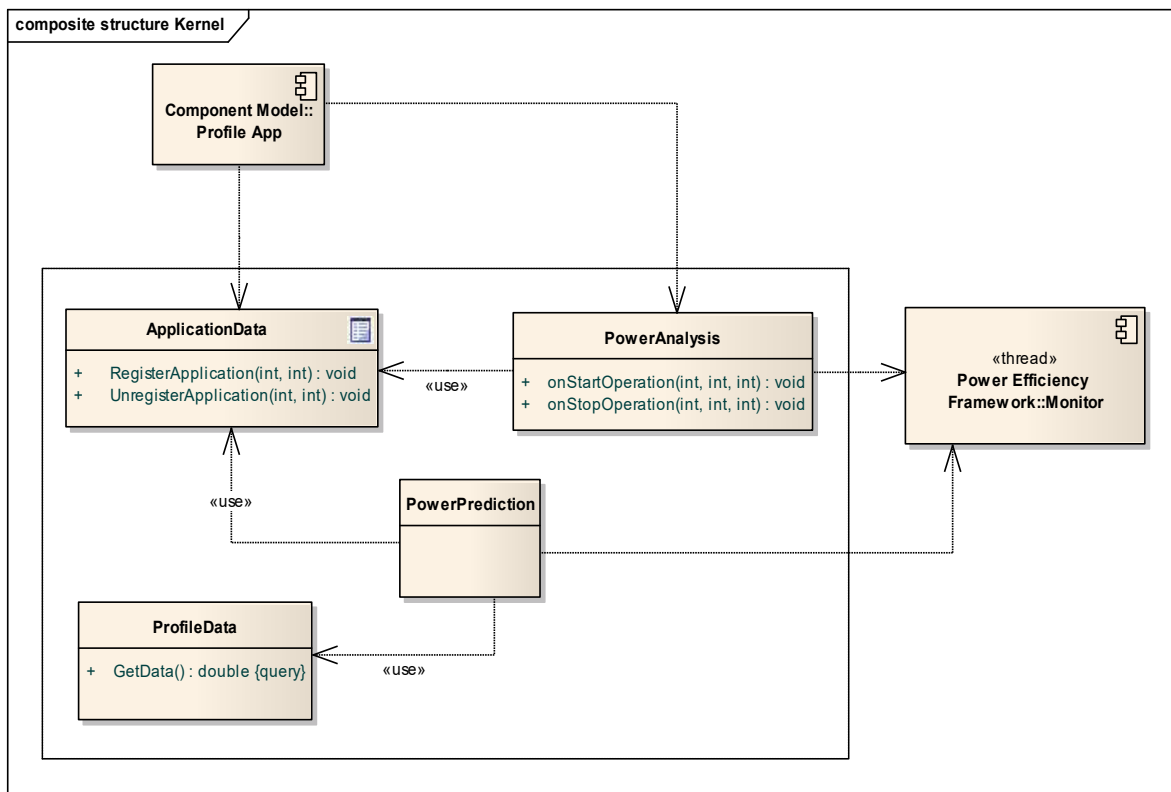 composite structure Kernel
Component Model::
Profile App
ApplicationData
+ RegisterApplication(int, int) : void
+ UnregisterApplication(int, int) : void
«use»
PowerAnalysis
+ onStartOperation(int, int, int) : void
+ onStopOperation(int, int, int) : void
«thread»
Power Efficiency
Framework::Monitor
«use»
PowerPrediction
ProfileData
+ GetData() : double {query}
«use»